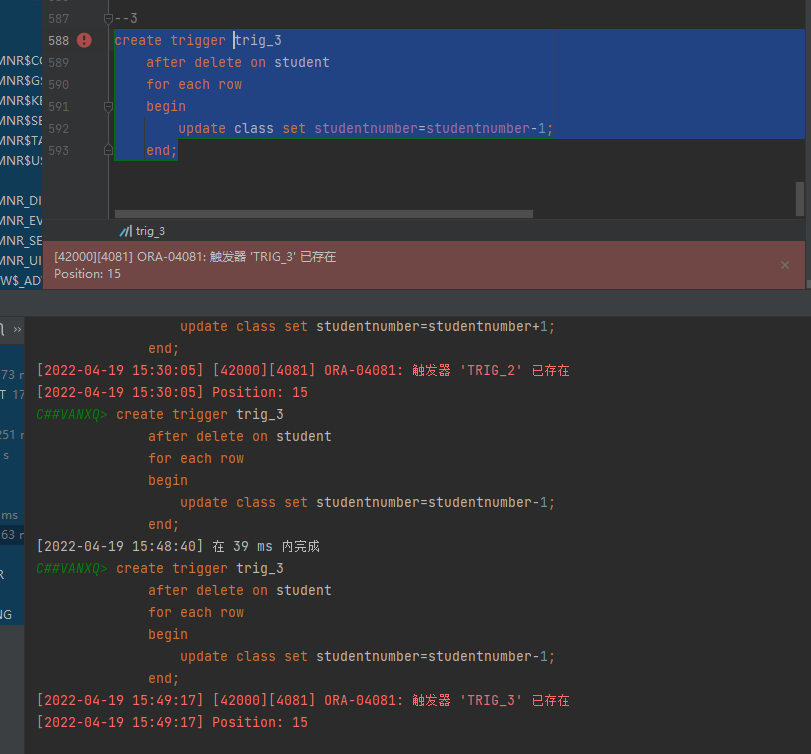 587 --3
588 create trigger trig_3
589 after delete on student
590 for each row
591 begin
592 update class set studentnumber=studentnumber-1;
593 end;
MNR$GS
MNR$KE
MNR$SE
MNR$TA
MNR$US
MNR_DI
MNR_EV
MNR_SE
MNR_UI
W$_AD
trig_3
[42000][4081] ORA-04081: 触发器 'TRIG_3' 已存在
Position: 15
update class set studentnumber=studentnumber+1;
end;
[2022-04-19 15:30:05] [42000][4081] ORA-04081: 触发器 'TRIG_2' 已存在
[2022-04-19 15:30:05] Position: 15
C##VANXQ> create trigger trig_3
after delete on student
for each row
begin
update class set studentnumber=studentnumber-1;
end;
[2022-04-19 15:48:40] 在 39 ms 内完成
C##VANXQ> create trigger trig_3
after delete on student
for each row
begin
update class set studentnumber=studentnumber-1;
end;
[2022-04-19 15:49:17] [42000][4081] ORA-04081: 触发器 'TRIG_3' 已存在
[2022-04-19 15:49:17] Position: 15